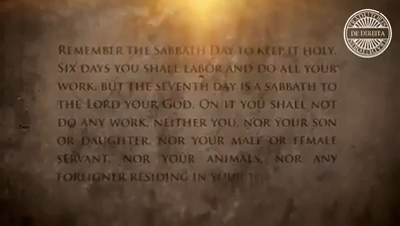 DE DIREITA
Remember the Sabbath Day to keep it holy.
Six days you shall labor and do all your
work, but the seventh day is a sabbath to
the Lord your God. On it you shall not
do any work, neither you, nor your son
or daughter, nor your male or female
servant, nor your animals, nor any
foreigner residing in your